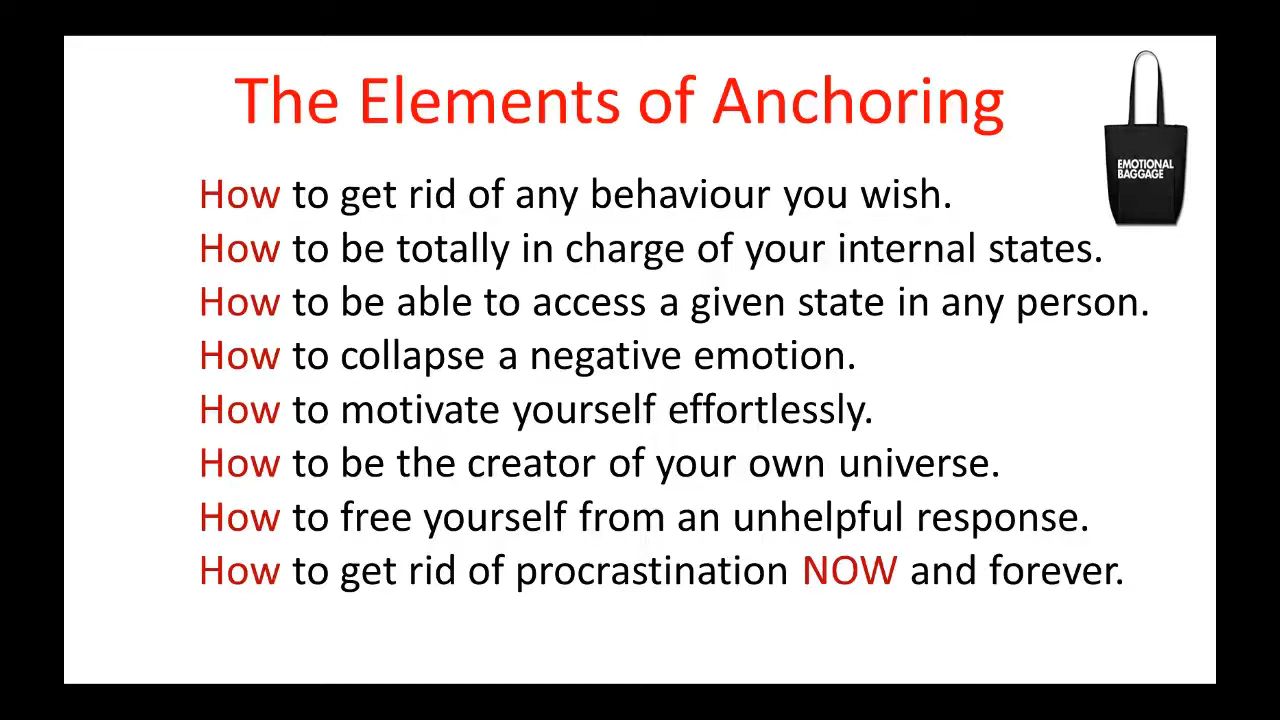 The Elements of Anchoring
EMOTIONAL
BAGGAGE
How to get rid of any behaviour you wish.
How to be totally in charge of your internal states.
How to be able to access a given state in any person.
How to collapse a negative emotion.
How to motivate yourself effortlessly.
How to be the creator of your own universe.
How to free yourself from an unhelpful response.
How to get rid of procrastination NOW and forever.